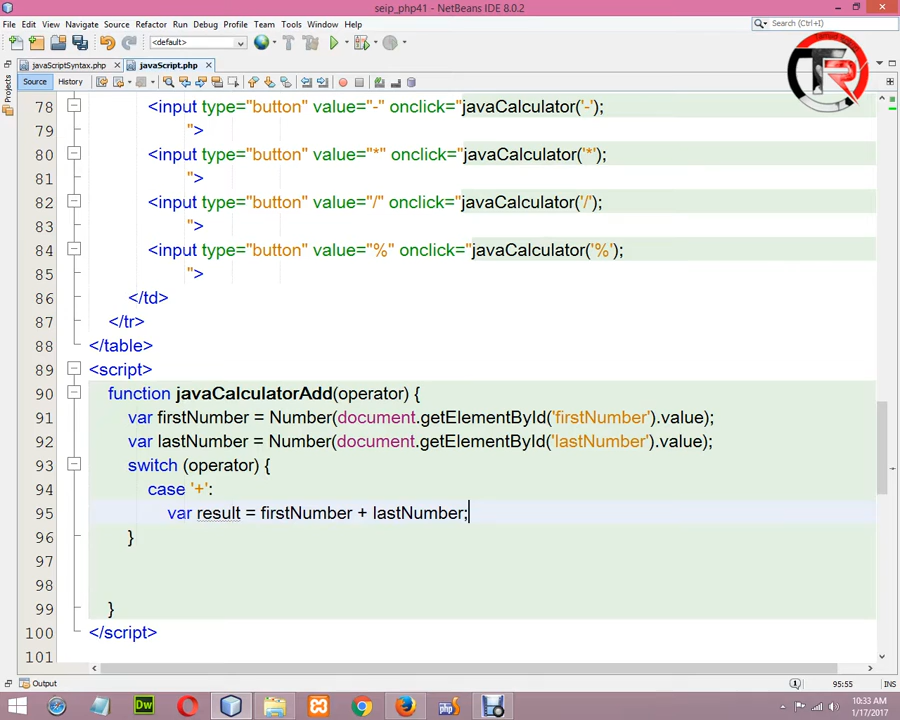 seip_php41 - NetBeans IDE 8.0.2
File Edit View Navigate Source Refactor Run Debug Profile Team Tools Window Help
Search (Ctrl+I)
<default>
javaScriptSyntax.php javaScript.php
Source History
Projects
TR
78 <input type="button" value="-" onclick="javaCalculator('-');
79 ">
80 <input type="button" value="*" onclick="javaCalculator('*');
81 ">
82 <input type="button" value="/" onclick="javaCalculator('/');
83 ">
84 <input type="button" value="%" onclick="javaCalculator('%');
85 ">
86 </td>
87 </tr>
88 </table>
89 <script>
90 function javaCalculatorAdd(operator) {
91 var firstNumber = Number(document.getElementById('firstNumber').value);
92 var lastNumber = Number(document.getElementById('lastNumber').value);
93 switch (operator) {
94 case '+':
95 var result = firstNumber + lastNumber;
96 }
97
98
99 }
100 </script>
101
Output
95:55 INS
Dw
php
10:33 AM
1/17/2017